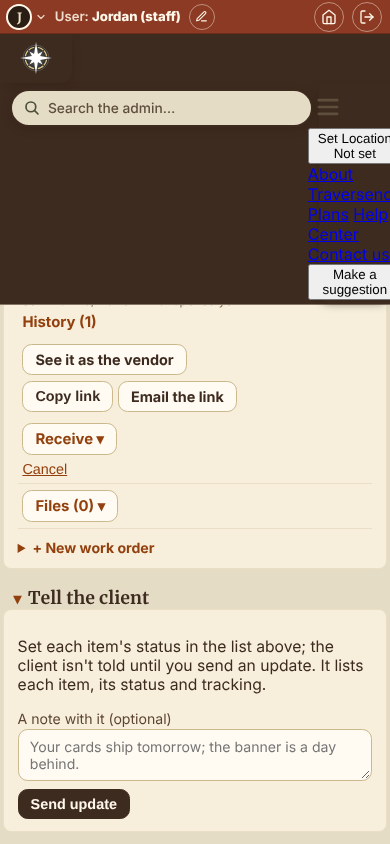 J
User: Jordan (staff)
Search the admin...
Set Location
Not set
About
Traversend
Plans Help
Center
Contact us
Make a
suggestion
History (1)
See it as the vendor
Copy link
Email the link
Receive ▾
Cancel
Files (0) ▾
▶ + New work order
▼ Tell the client
Set each item's status in the list above; the
client isn't told until you send an update. It lists
each item, its status and tracking.
A note with it (optional)
Your cards ship tomorrow; the banner is a day
behind.
Send update